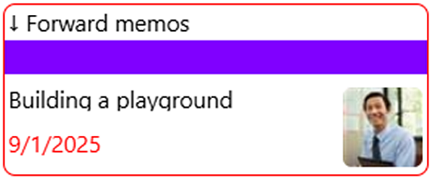 ↓ Forward memos
Building a playground
9/1/2025